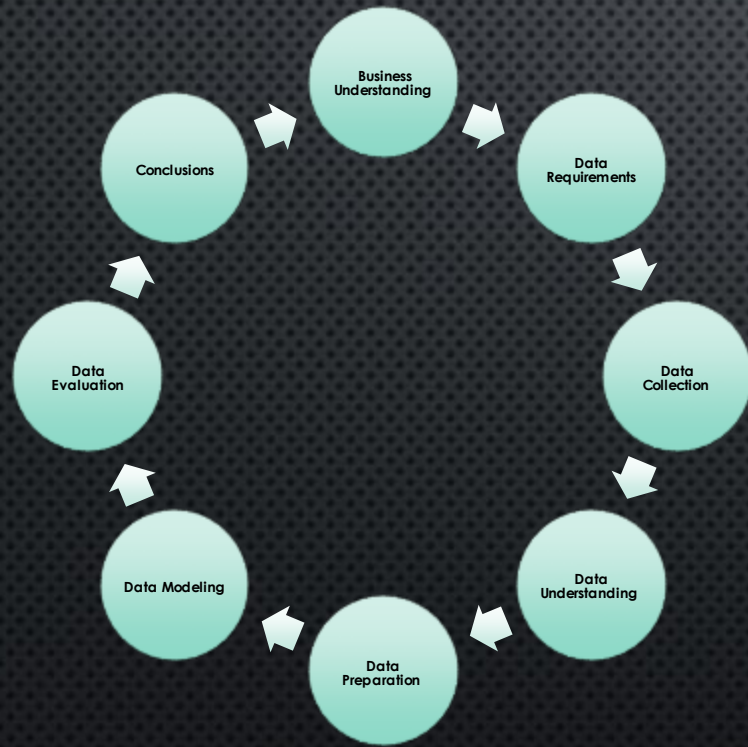 Business
Understanding
Data
Requirements
Data
Collection
Data
Understanding
Data
Preparation
Data Modeling
Data
Evaluation
Conclusions